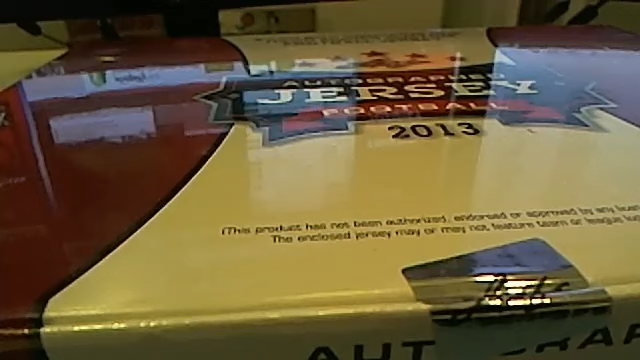 AUTOGRAPHED
JERSEY
FOOTBALL
2013
(This product has not been authorized, endorsed or approved by any
The enclosed jersey may or may not feature team or league
AUTOGRAP